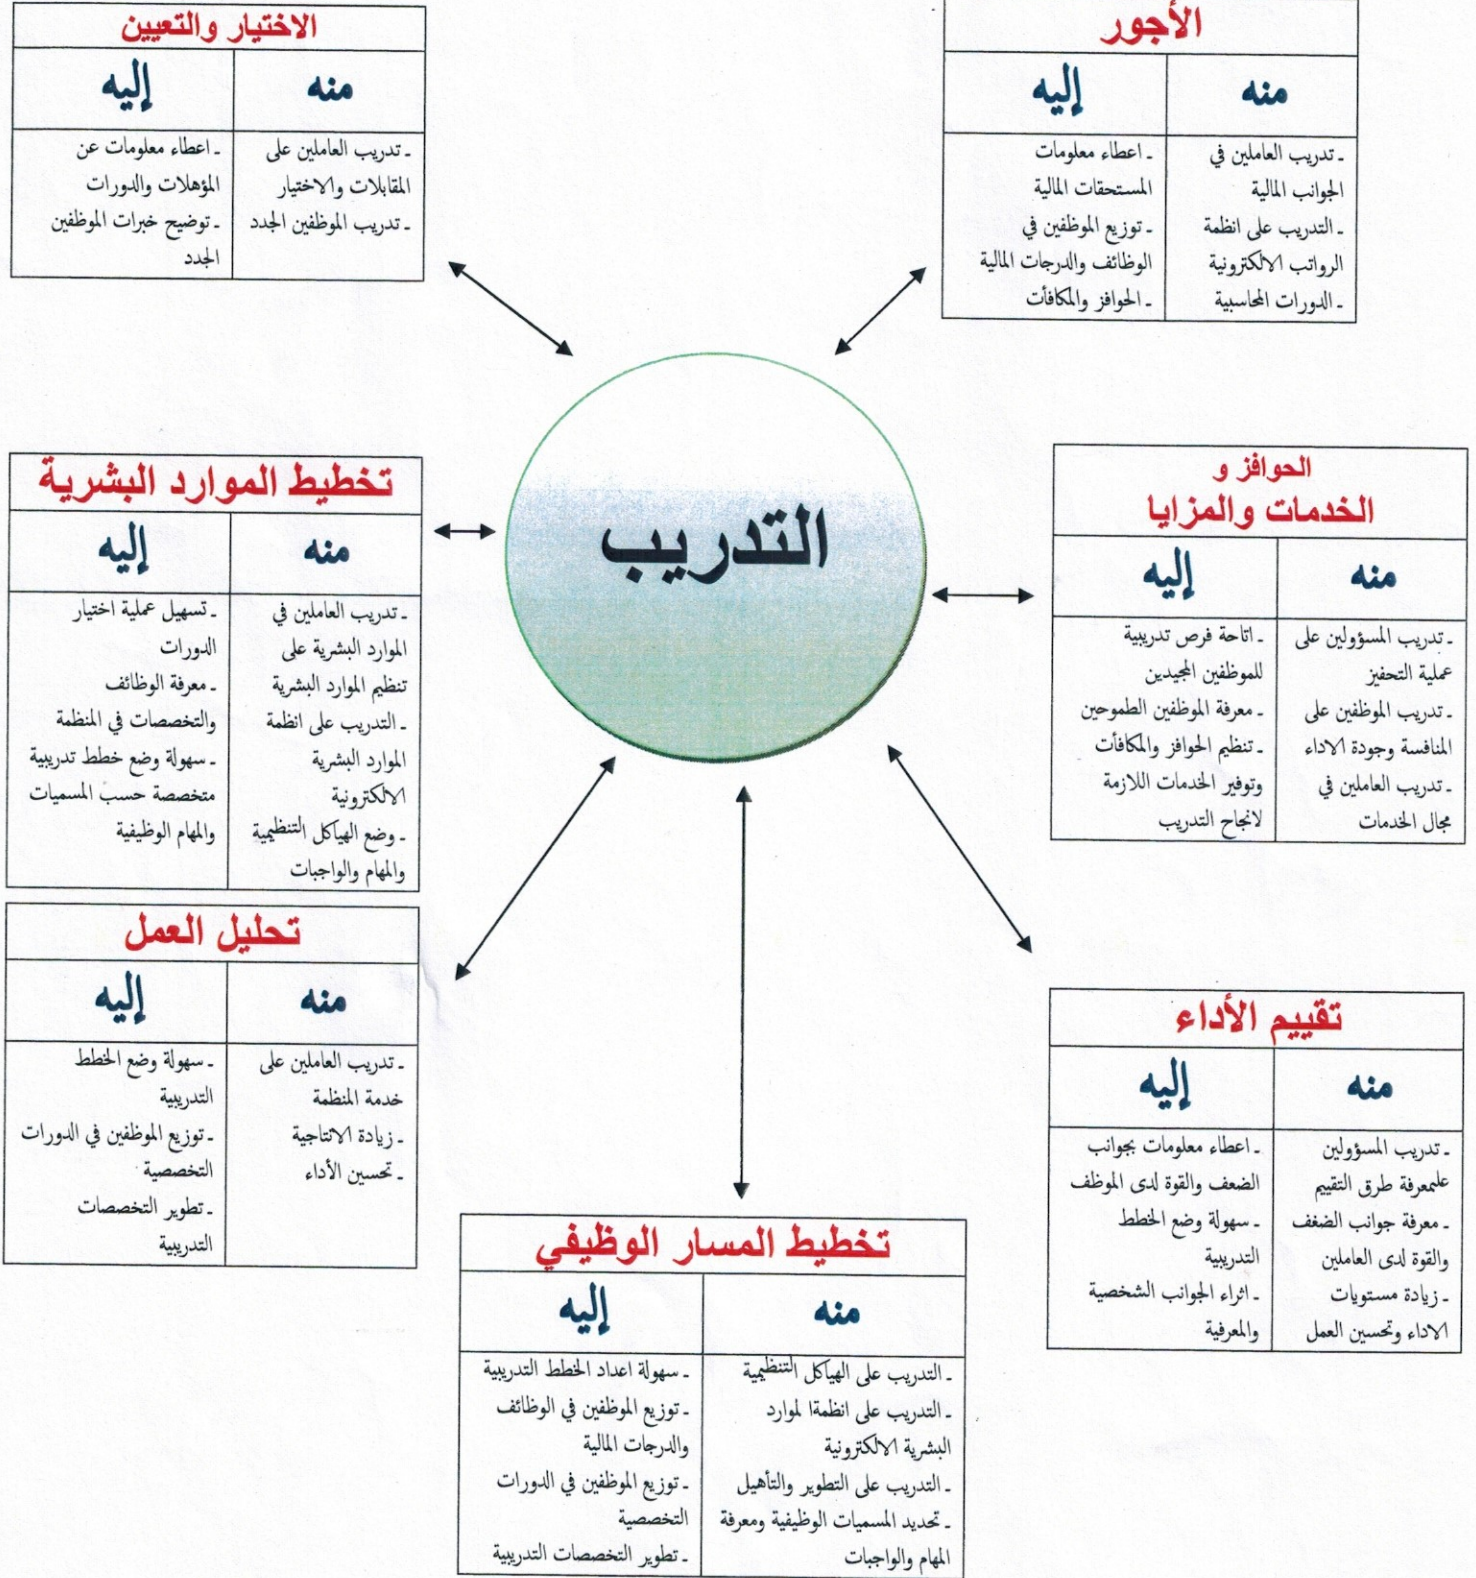 الأجور
منه
إليه
ـ تدريب العاملين في
الجوانب المالية
ـ التدريب على انظمة
الرواتب الالكترونية
ـ الدورات المحاسبية
ـ اعطاء معلومات
المستحقات المالية
ـ توزيع الموظفين في
الوظائف والدرجات المالية
ـ الحوافز والمكافأت
الاختيار والتعيين
منه
إليه
ـ تدريب العاملين على
المقابلات والاختيار
ـ تدريب الموظفين الجدد
ـ اعطاء معلومات عن
المؤهلات والدورات
ـ توضيح خبرات الموظفين
الجدد
الحوافز و
الخدمات والمزايا
منه
إليه
ـ تدريب المسؤولين على
عملية التحفيز
ـ تدريب الموظفين على
المنافسة وجودة الاداء
ـ تدريب العاملين في
مجال الخدمات
ـ اتاحة فرص تدريبية
للموظفين المجيدين
ـ معرفة الموظفين الطموحين
ـ تنظيم الحوافز والمكافأت
وتوفير الخدمات اللازمة
لانجاح التدريب
التدريب
تخطيط الموارد البشرية
منه
إليه
ـ تدريب العاملين في
الموارد البشرية على
تنظيم الموارد البشرية
ـ التدريب على انظمة
الموارد البشرية
الالكترونية
ـ وضع الهياكل التنظيمية
والمهام والواجبات
ـ تسهيل عملية اختيار
الدورات
ـ معرفة الوظائف
والتخصصات في المنظمة
ـ سهولة وضع خطط تدريبية
متخصصة حسب المسميات
والمهام الوظيفية
تقييم الأداء
منه
إليه
ـ تدريب المسؤولين
علىمعرفة طرق التقييم
ـ معرفة جوانب الضغف
والقوة لدى العاملين
ـ زيادة مستويات
الاداء وتحسين العمل
ـ اعطاء معلومات بجوانب
الضعف والقوة لدى الموظف
ـ سهولة وضع الخطط
التدريبية
ـ اثراء الجوانب الشخصية
والمعرفية
تحليل العمل
منه
إليه
ـ تدريب العاملين على
خدمة المنظمة
ـ زيادة الانتاجية
ـ تحسين الأداء
ـ سهولة وضع الخطط
التدريبية
ـ توزيع الموظفين في الدورات
التخصصية
ـ تطوير التخصصات
التدريبية
تخطيط المسار الوظيفي
منه
إليه
ـ التدريب على الهياكل التنظيمية
ـ التدريب على انظمةا لموارد
البشرية الالكترونية
ـ التدريب على التطوير والتأهيل
ـ تحديد المسميات الوظيفية ومعرفة
المهام والواجبات
ـ سهولة اعداد الخطط التدريبية
ـ توزيع الموظفين في الوظائف
والدرجات المالية
ـ توزيع الموظفين في الدورات
التخصصية
ـ تطوير التخصصات التدريبية